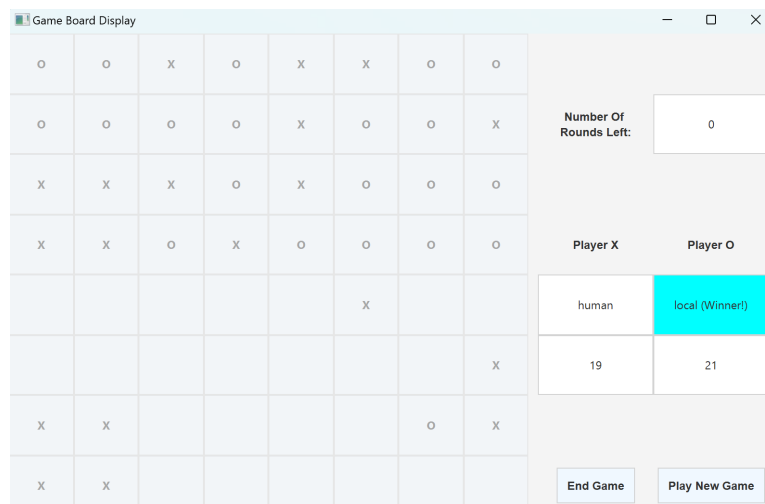 Game Board Display
O O X O X X O O
O O O O X O O X
Number Of
Rounds Left:
0
X X X O X O O O
X X O X O O O O
Player X
Player O
X
human
local (Winner!)
X
19
21
X X O X
X X
End Game
Play New Game